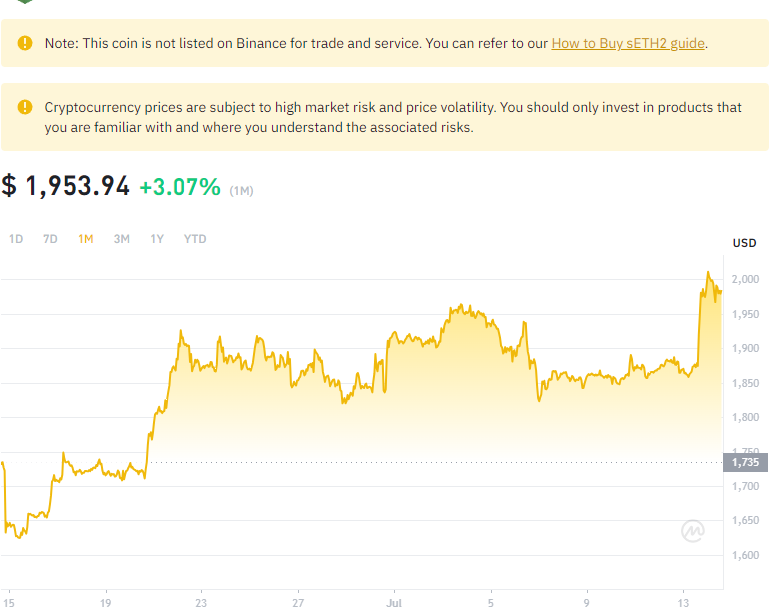 Note: This coin is not listed on Binance for trade and service. You can refer to our How to Buy sETH2 guide.
Cryptocurrency prices are subject to high market risk and price volatility. You should only invest in products that
you are familiar with and where you understand the associated risks.
$ 1,953.94 +3.07% (1M)
1D 7D 1M 3M 1Y YTD
USD
2,000
1,950
1,900
1,850
1,800
1,750
1,735
1,700
1,650
1,600
15 19 23 27 Jul 5 9 13